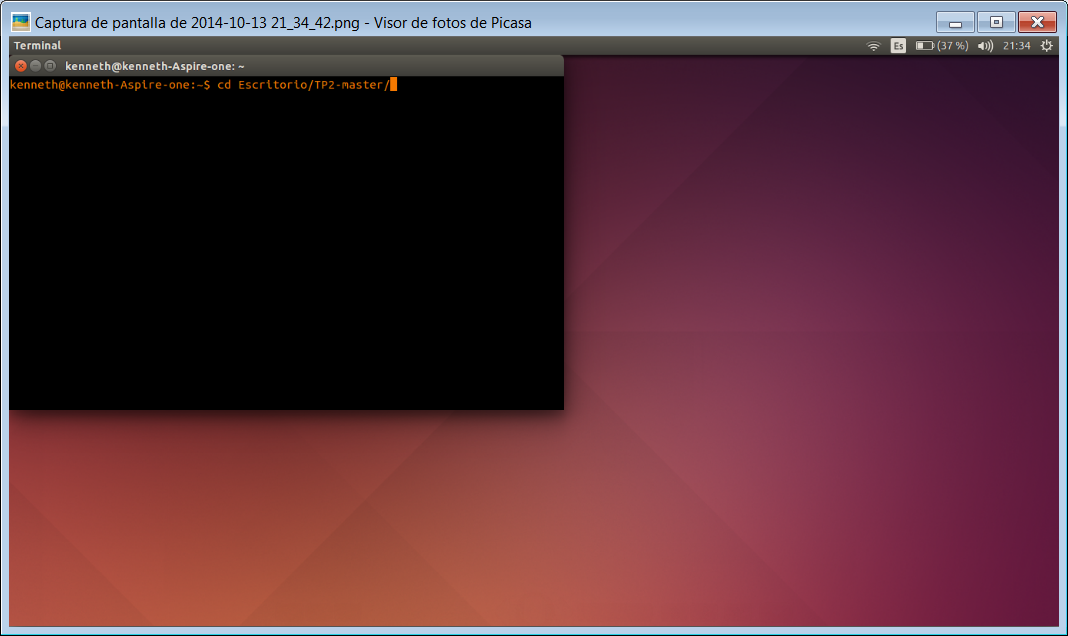 Captura de pantalla de 2014-10-13 21_34_42.png - Visor de fotos de Picasa
Terminal Es (37 %) 21:34
kenneth@kenneth-Aspire-one: ~
kenneth@kenneth-Aspire-one:~$ cd Escritorio/TP2-master/